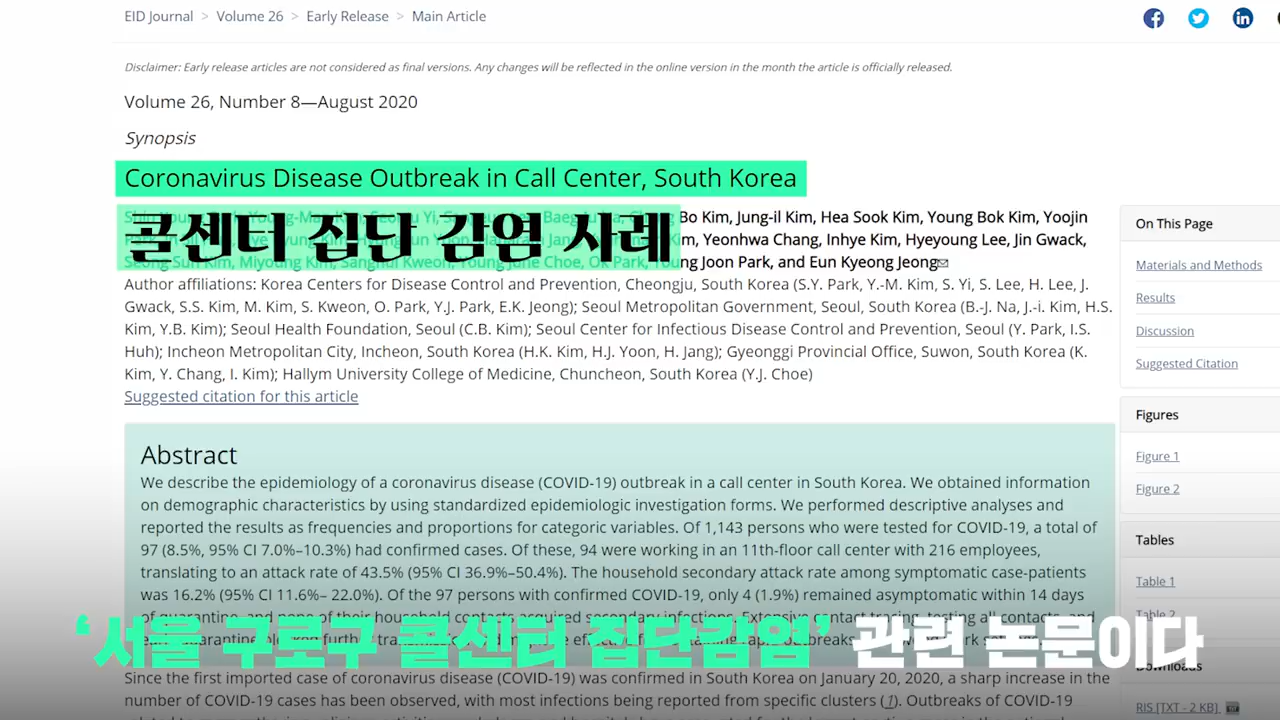 EID Journal > Volume 26 > Early Release > Main Article
Disclaimer: Early release articles are not considered as final versions. Any changes will be reflected in the online version in the month the article is officially released.
Volume 26, Number 8—August 2020
Synopsis
Coronavirus Disease Outbreak in Call Center, South Korea
콜센터 집단 감염 사례
Bo Kim, Jung-il Kim, Hea Sook Kim, Young Bok Kim, Yoojin
Yeonhwa Chang, Inhye Kim, Hyeyoung Lee, Jin Gwack,
Joon Park, and Eun Kyeong Jeong
Author affiliations: Korea Centers for Disease Control and Prevention, Cheongju, South Korea (S.Y. Park, Y.-M. Kim, S. Yi, S. Lee, H. Lee, J.
Gwack, S.S. Kim, M. Kim, S. Kweon, O. Park, Y.J. Park, E.K. Jeong); Seoul Metropolitan Government, Seoul, South Korea (B.-J. Na, J.-i. Kim, H.S.
Kim, Y.B. Kim); Seoul Health Foundation, Seoul (C.B. Kim); Seoul Center for Infectious Disease Control and Prevention, Seoul (Y. Park, I.S.
Huh); Incheon Metropolitan City, Incheon, South Korea (H.K. Kim, H.J. Yoon, H. Jang); Gyeonggi Provincial Office, Suwon, South Korea (K.
Kim, Y. Chang, I. Kim); Hallym University College of Medicine, Chuncheon, South Korea (Y.J. Choe)
Suggested citation for this article
Abstract
We describe the epidemiology of a coronavirus disease (COVID-19) outbreak in a call center in South Korea. We obtained information
on demographic characteristics by using standardized epidemiologic investigation forms. We performed descriptive analyses and
reported the results as frequencies and proportions for categoric variables. Of 1,143 persons who were tested for COVID-19, a total of
97 (8.5%, 95% CI 7.0%–10.3%) had confirmed cases. Of these, 94 were working in an 11th-floor call center with 216 employees,
translating to an attack rate of 43.5% (95% CI 36.9%–50.4%). The household secondary attack rate among symptomatic case-patients
was 16.2% (95% CI 11.6%– 22.0%). Of the 97 persons with confirmed COVID-19, only 4 (1.9%) remained asymptomatic within 14 days
of quarantine, and none of their household contacts acquired secondary infections. Extensive contact tracing, testing all contacts, and
‘서울 구로구 콜센터 집단감염’ 관련 논문이다
Since the first imported case of coronavirus disease (COVID-19) was confirmed in South Korea on January 20, 2020, a sharp increase in the
number of COVID-19 cases has been observed, with most infections being reported from specific clusters (1). Outbreaks of COVID-19
On This Page
Materials and Methods
Results
Discussion
Suggested Citation
Figures
Figure 1
Figure 2
Tables
Table 1
Table 2
Downloads
RIS [TXT - 2 KB]